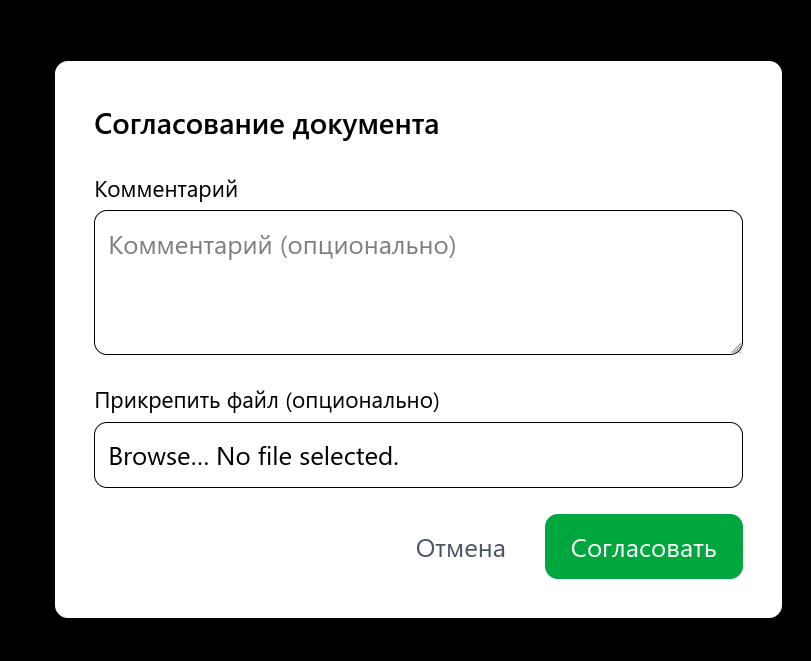 Согласование документа
Комментарий
Комментарий (опционально)
Прикрепить файл (опционально)
Browse... No file selected.
Отмена
Согласовать